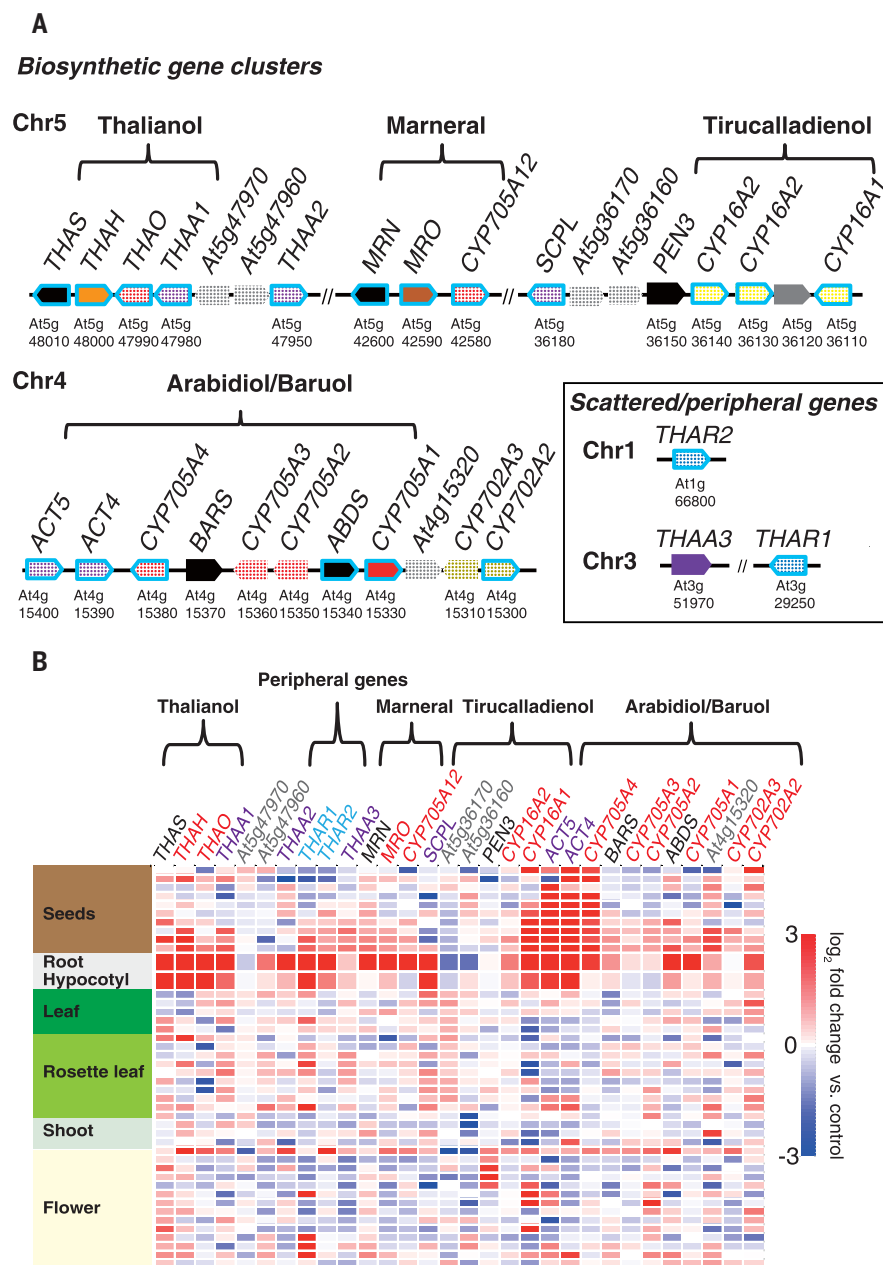 A
Biosynthetic gene clusters
Chr5
Thalianol
Marneral
Tirucalladienol
THAS
THAH
THAO
THAA1
At5g47970
At5g47960
THAA2
MRN
MRO
CYP705A12
SCPL
At5g36170
At5g36160
PEN3
CYP16A2
CYP16A2
CYP16A1
//
//
At5g 48010
At5g 48000
At5g 47990
At5g 47980
At5g 47950
At5g 42600
At5g 42590
At5g 42580
At5g 36180
At5g 36150
At5g 36140
At5g 36130
At5g 36120
At5g 36110
Chr4
Arabidiol/Baruol
ACT5
ACT4
CYP705A4
BARS
CYP705A3
CYP705A2
ABDS
CYP705A1
At4g15320
CYP702A3
CYP702A2
At4g 15400
At4g 15390
At4g 15380
At4g 15370
At4g 15360
At4g 15350
At4g 15340
At4g 15330
At4g 15310
At4g 15300
Scattered/peripheral genes
Chr1
THAR2
At1g 66800
Chr3
THAA3
THAR1
//
At3g 51970
At3g 29250
B
Peripheral genes
Thalianol
Marneral
Tirucalladienol
Arabidiol/Baruol
THAS
THAH
THAO
THAA1
At5g47970
At5g47960
THAA2
THAR1
THAR2
THAA3
MRN
MRO
CYP705A12
SCPL
At5g36170
At5g36160
PEN3
CYP16A2
CYP16A1
ACT5
ACT4
CYP705A4
BARS
CYP705A3
CYP705A2
ABDS
CYP705A1
At4g15320
CYP702A3
CYP702A2
Seeds
Root
Hypocotyl
Leaf
Rosette leaf
Shoot
Flower
3
0
-3
log2 fold change vs. control